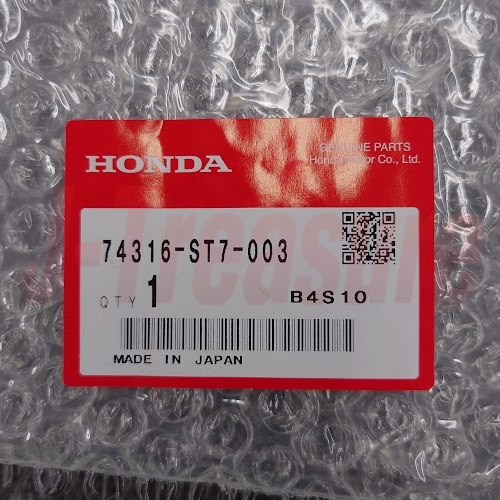 HONDA
GENUINE PARTS
Honda Motor Co., Ltd.
74316-ST7-003
QTY 1
B4S10
MADE IN JAPAN